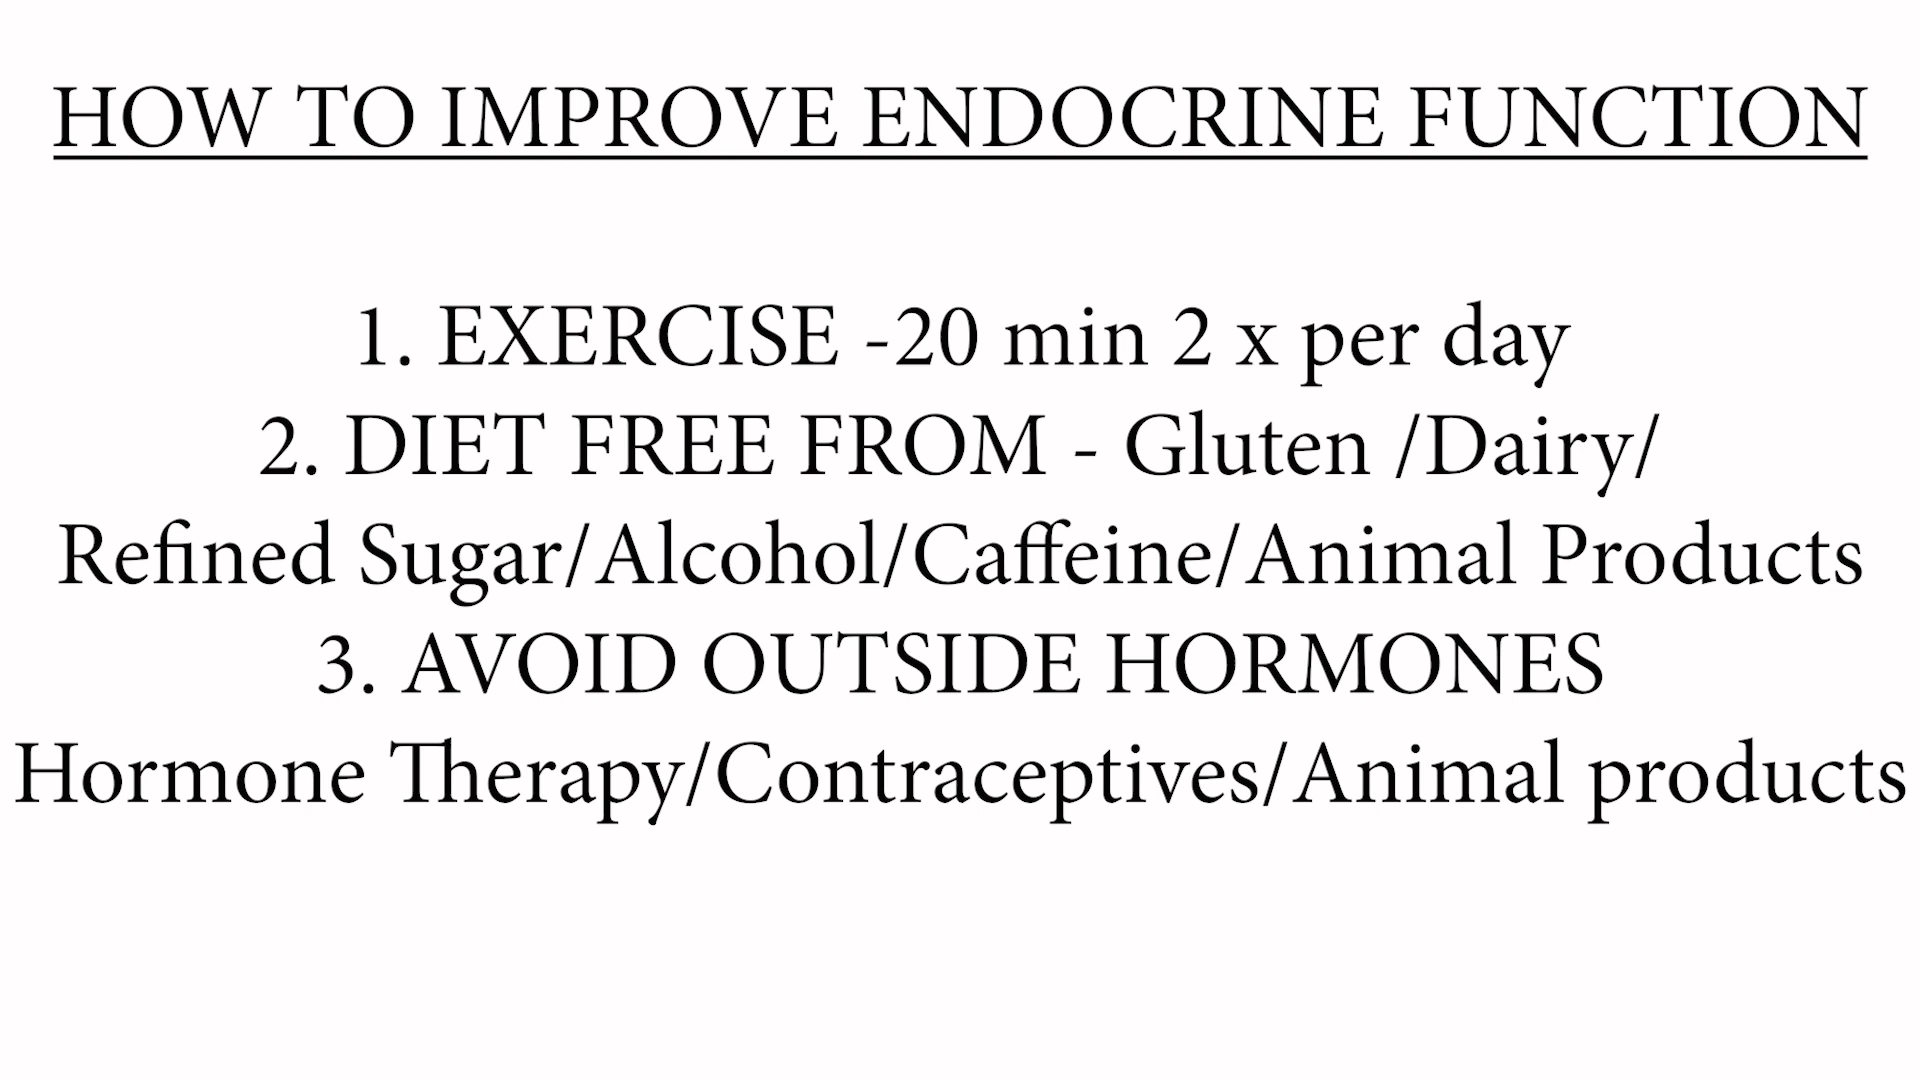 HOW TO IMPROVE ENDOCRINE FUNCTION
1. EXERCISE -20 min 2 x per day
2. DIET FREE FROM - Gluten /Dairy/
Refined Sugar/Alcohol/Caffeine/Animal Products
3. AVOID OUTSIDE HORMONES
Hormone Therapy/Contraceptives/Animal products